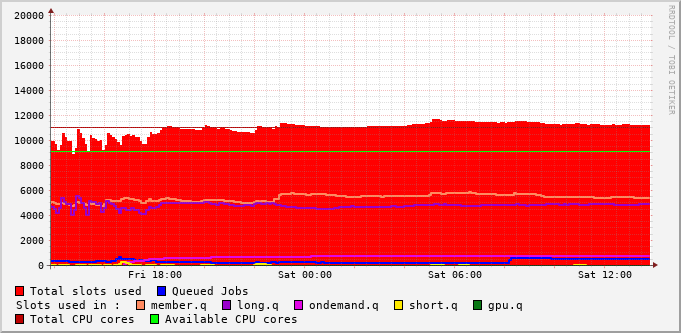 20000
18000
16000
14000
12000
10000
8000
6000
4000
2000
0
Fri 18:00 Sat 00:00 Sat 06:00 Sat 12:00
RRDTOOL / TOBI OETIKER
Total slots used Queued Jobs
Slots used in : member.q long.q ondemand.q short.q gpu.q
Total CPU cores Available CPU cores